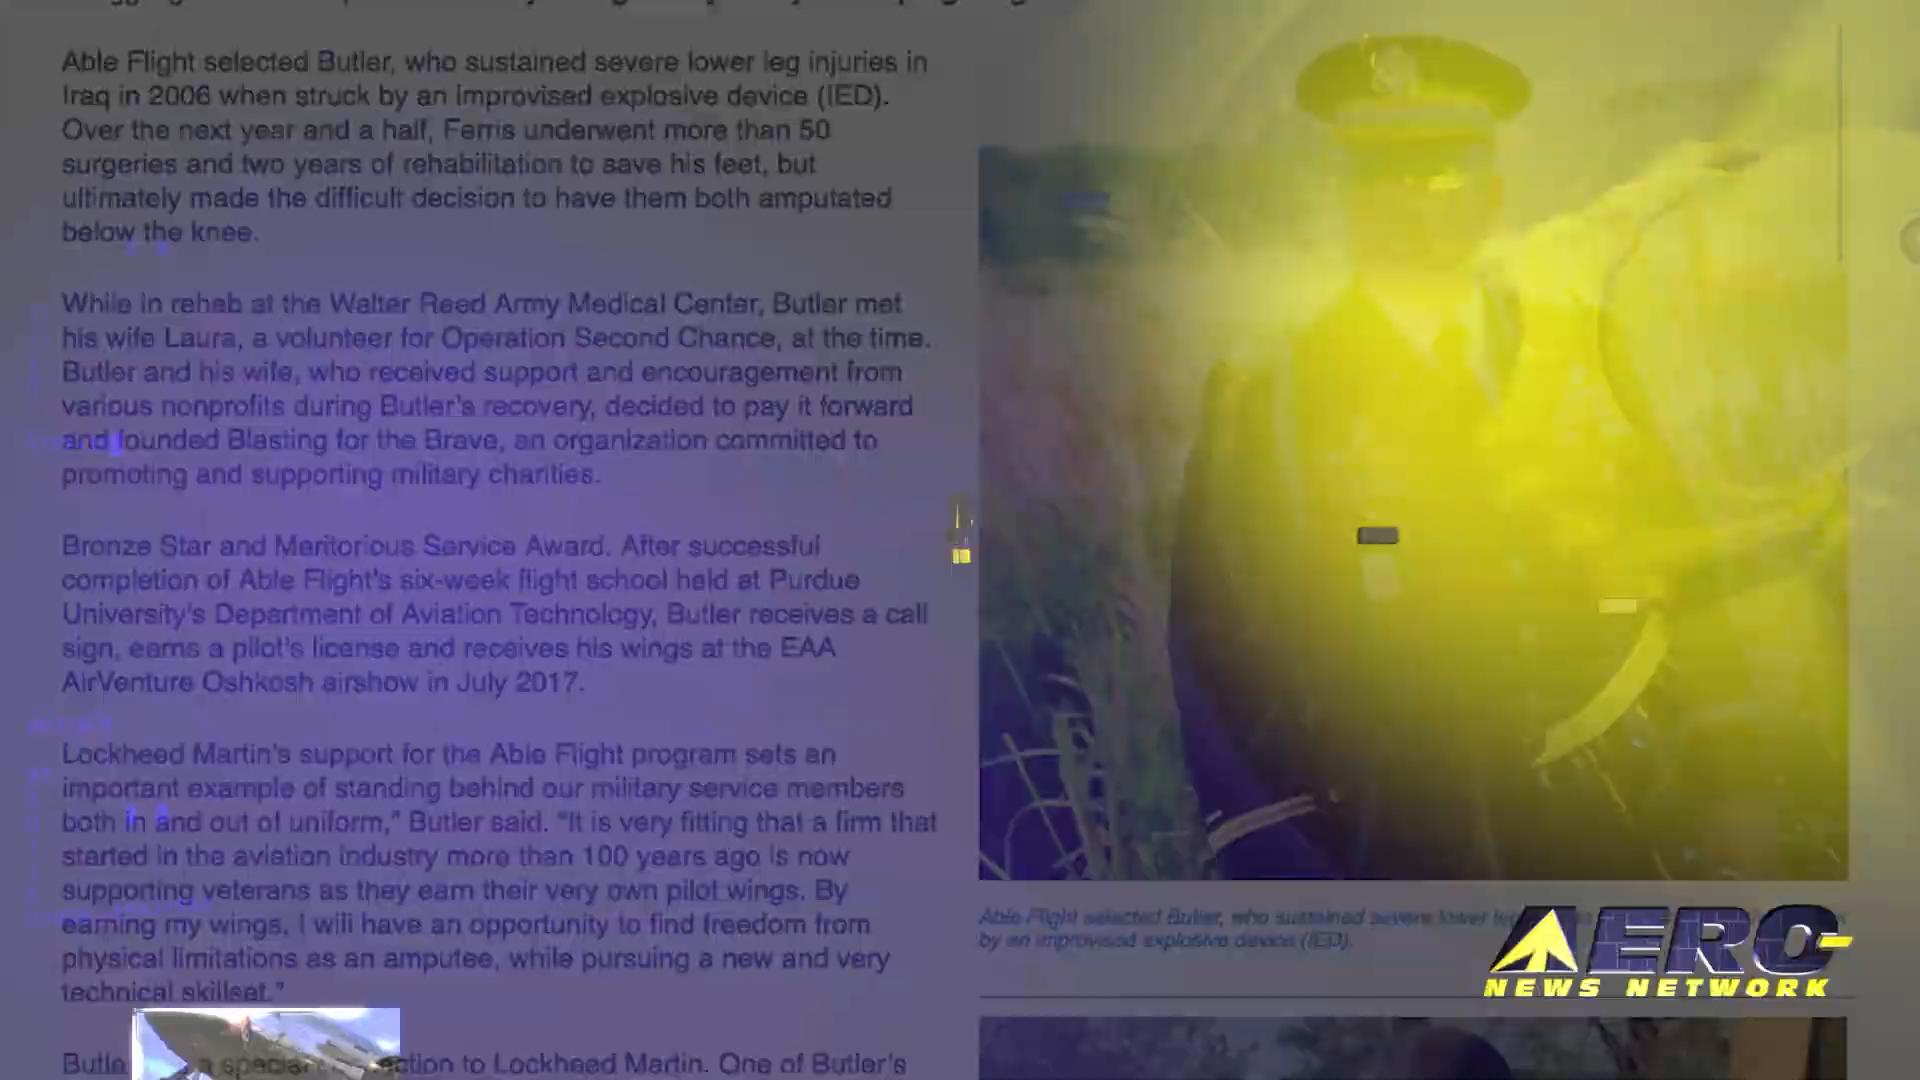 Able Flight selected Butler, who sustained severe lower leg injuries in
Iraq in 2006 when struck by an improvised explosive device (IED).
Over the next year and a half, Ferris underwent more than 50
surgeries and two years of rehabilitation to save his feet, but
ultimately made the difficult decision to have them both amputated
below the knee.
While in rehab at the Walter Reed Army Medical Center, Butler met
his wife Laura, a volunteer for Operation Second Chance, at the time.
Butler and his wife, who received support and encouragement from
various nonprofits during Butler's recovery, decided to pay it forward
and founded Blasting for the Brave, an organization committed to
promoting and supporting military charities.
Bronze Star and Meritorious Service Award. After successful
completion of Able Flight's six-week flight school held at Purdue
University's Department of Aviation Technology, Butler receives a call
sign, earns a pilot's license and receives his wings at the EAA
AirVenture Oshkosh airshow in July 2017.
Lockheed Martin's support for the Able Flight program sets an
important example of standing behind our military service members
both in and out of uniform," Butler said. "It is very fitting that a firm that
started in the aviation industry more than 100 years ago is now
supporting veterans as they earn their very own pilot wings. By
earning my wings, I will have an opportunity to find freedom from
physical limitations as an amputee, while pursuing a new and very
technical skillset."
a special to Lockheed Martin. One of Butler's
Able Flight selected Butler, who sustained severe lower leg
by an improvised explosive device (IED).
AERO
NEWS NETWORK